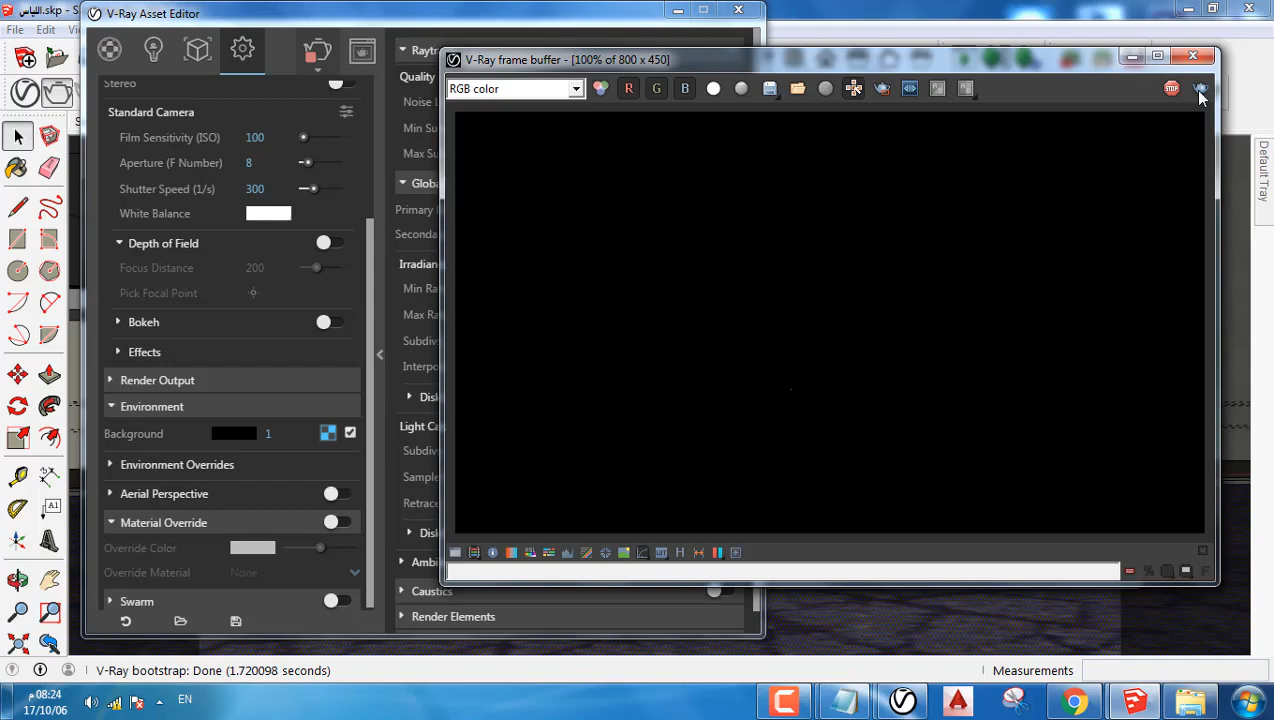 اللباس.skp
V-Ray Asset Editor
File
Ed
Stereo
Standard Camera
Film Sensitivity (ISO) 100
Aperture (F Number) 8
Shutter Speed (1/s) 300
White Balance
Depth of Field
Focus Distance 200
Pick Focal Point
Bokeh
Effects
Render Output
Environment
Background 1
Environment Overrides
Aerial Perspective
Material Override
Override Color
Override Material None
Swarm
Raytr
Quality
Noise L
Min Su
Max Su
Globa
Primary
Seconda
Irradian
Min Ra
Max Ra
Subdiv
Interpo
Disk
Light Ca
Subdiv
Sample
Retrace
Disk
Ambi
Caustics
Render Elements
V-Ray frame buffer - [100% of 800 x 450]
RGB color
R G B
STOP
H
%
Default Tray
A1
V-Ray bootstrap: Done (1.720098 seconds)
Measurements
08:24 م
17/10/06
EN